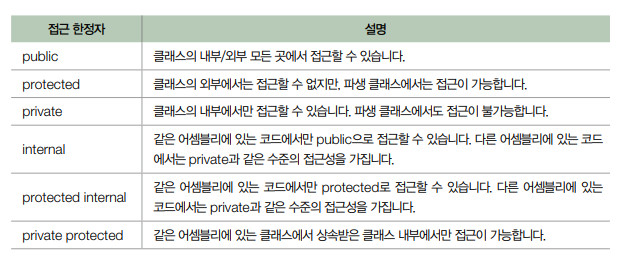 접근 한정자 설명
public 클래스의 내부/외부 모든 곳에서 접근할 수 있습니다.
protected 클래스의 외부에서는 접근할 수 없지만, 파생 클래스에서는 접근이 가능합니다.
private 클래스의 내부에서만 접근할 수 있습니다. 파생 클래스에서도 접근이 불가능합니다.
internal 같은 어셈블리에 있는 코드에서만 public으로 접근할 수 있습니다. 다른 어셈블리에 있는 코드
에서는 private과 같은 수준의 접근성을 가집니다.
protected internal 같은 어셈블리에 있는 코드에서만 protected로 접근할 수 있습니다. 다른 어셈블리에 있는
코드에서는 private과 같은 수준의 접근성을 가집니다.
private protected 같은 어셈블리에 있는 클래스에서 상속받은 클래스 내부에서만 접근이 가능합니다.